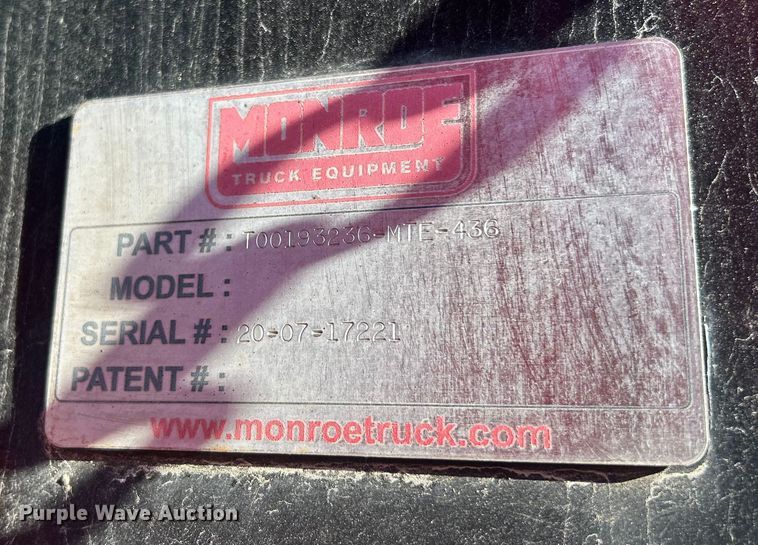 MONROE
TRUCK EQUIPMENT
PART # : T00193236-MTE-436
MODEL :
SERIAL # : 20-07-17221
PATENT # :
www.monroetruck.com
Purple Wave Auction